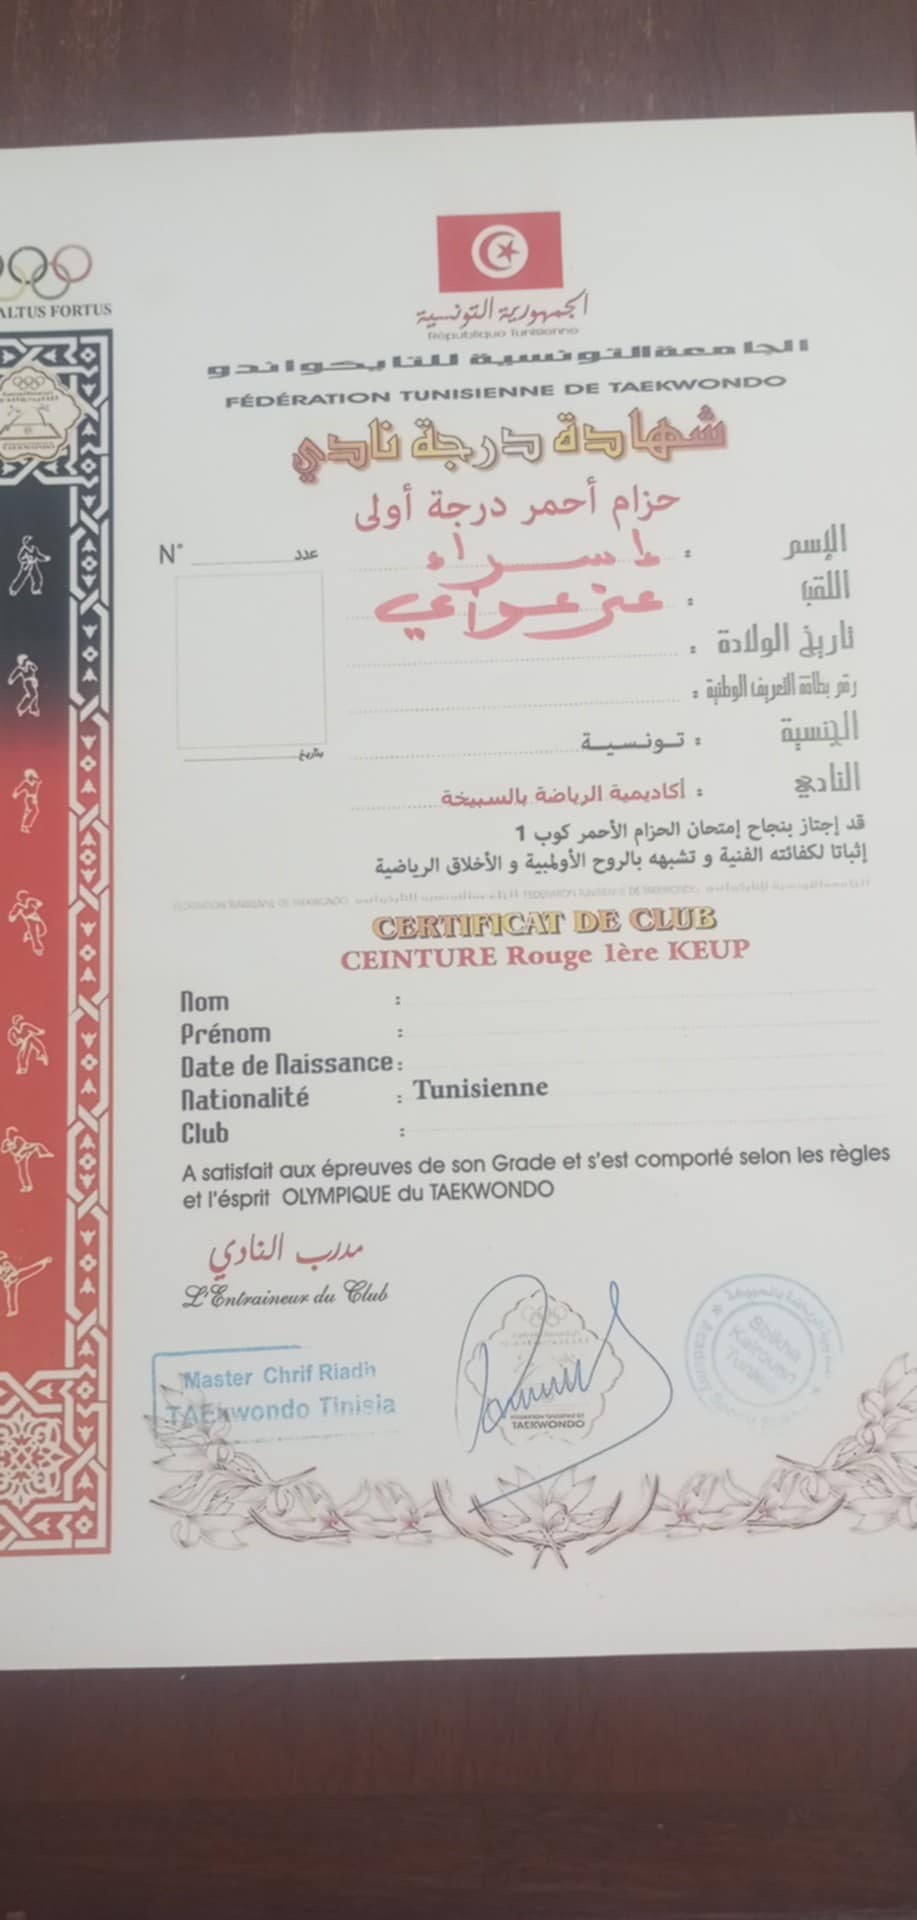 ALTUS FORTUS
الجمهورية التونسية
République Tunisienne
الجامعة التونسية للتايكواندو
FÉDÉRATION TUNISIENNE DE TAEKWONDO
شهادة درجة نادي
حزام أحمر درجة أولى
N° عدد
الإسم : إسراء
اللقب :
تاريخ الولادة :
رقم بطاقة التعريف الوطنية :
الجنسية : تونسية
بتاريخ
النادي : أكاديمية الرياضة بالسبيخة
قد إجتاز بنجاح إمتحان الحزام الأحمر كوب 1
إثباتا لكفائته الفنية و تشبهه بالروح الأولمبية و الأخلاق الرياضية
CERTIFICAT DE CLUB
CEINTURE Rouge 1ère KEUP
Nom :
Prénom :
Date de Naissance :
Nationalité : Tunisienne
Club :
A satisfait aux épreuves de son Grade et s'est comporté selon les règles
et l'ésprit OLYMPIQUE du TAEKWONDO
مدرب النادي
L'Entraineur du Club
Master Chrif Riadh
TAEkwondo Tinisia
TAEKWONDO
Sbikha
Kairouan